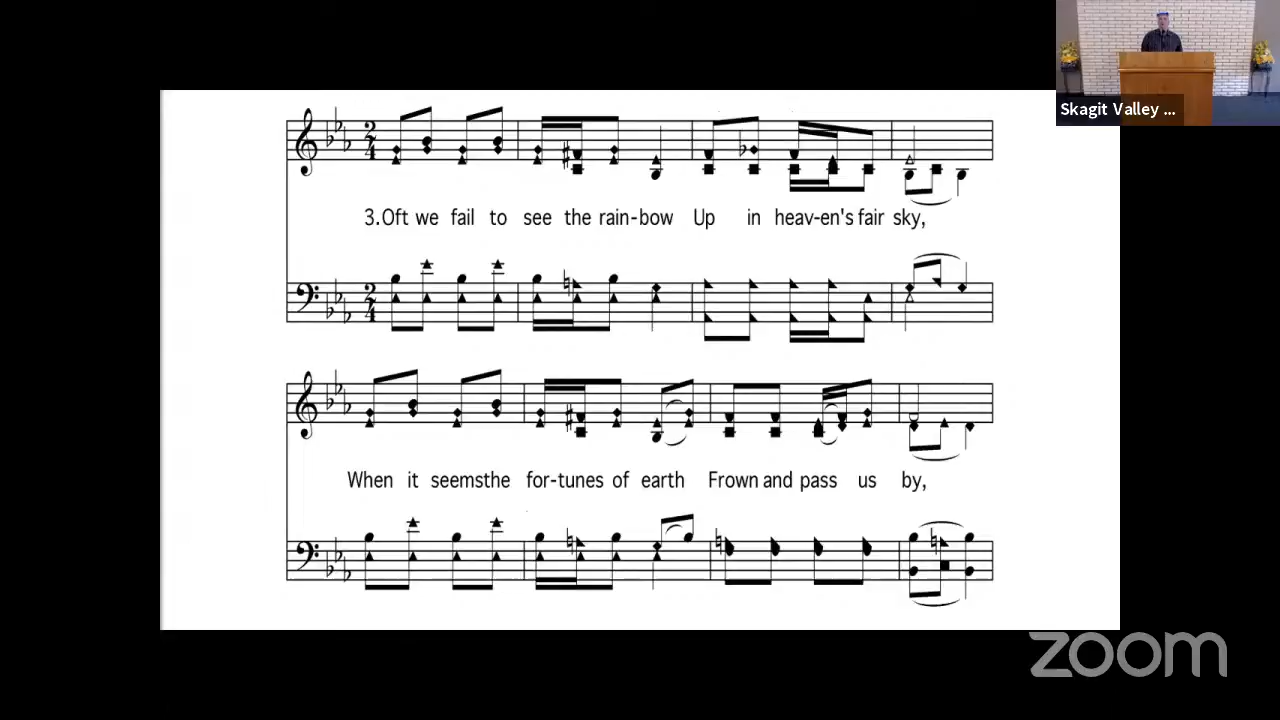 Skagit Valley ...
3.Oft we fail to see the rain-bow Up in heav-en's fair sky,
When it seemsthe for-tunes of earth Frown and pass us by,
zoom